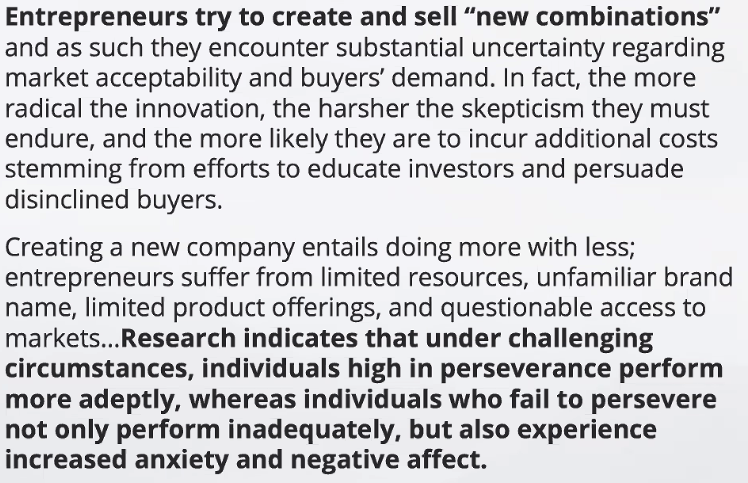 Entrepreneurs try to create and sell “new combinations”
and as such they encounter substantial uncertainty regarding
market acceptability and buyers’ demand. In fact, the more
radical the innovation, the harsher the skepticism they must
endure, and the more likely they are to incur additional costs
stemming from efforts to educate investors and persuade
disinclined buyers.
Creating a new company entails doing more with less;
entrepreneurs suffer from limited resources, unfamiliar brand
name, limited product offerings, and questionable access to
markets...Research indicates that under challenging
circumstances, individuals high in perseverance perform
more adeptly, whereas individuals who fail to persevere
not only perform inadequately, but also experience
increased anxiety and negative affect.